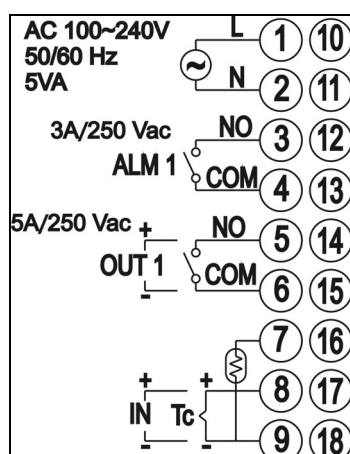 AC 100~240V
50/60 Hz
5VA
L
N
1 10
2 11
3A/250 Vac
ALM 1
NO
COM
3 12
4 13
5A/250 Vac
OUT 1
+
-
NO
COM
5 14
6 15
7 16
+ +
IN Tc
- -
8 17
9 18